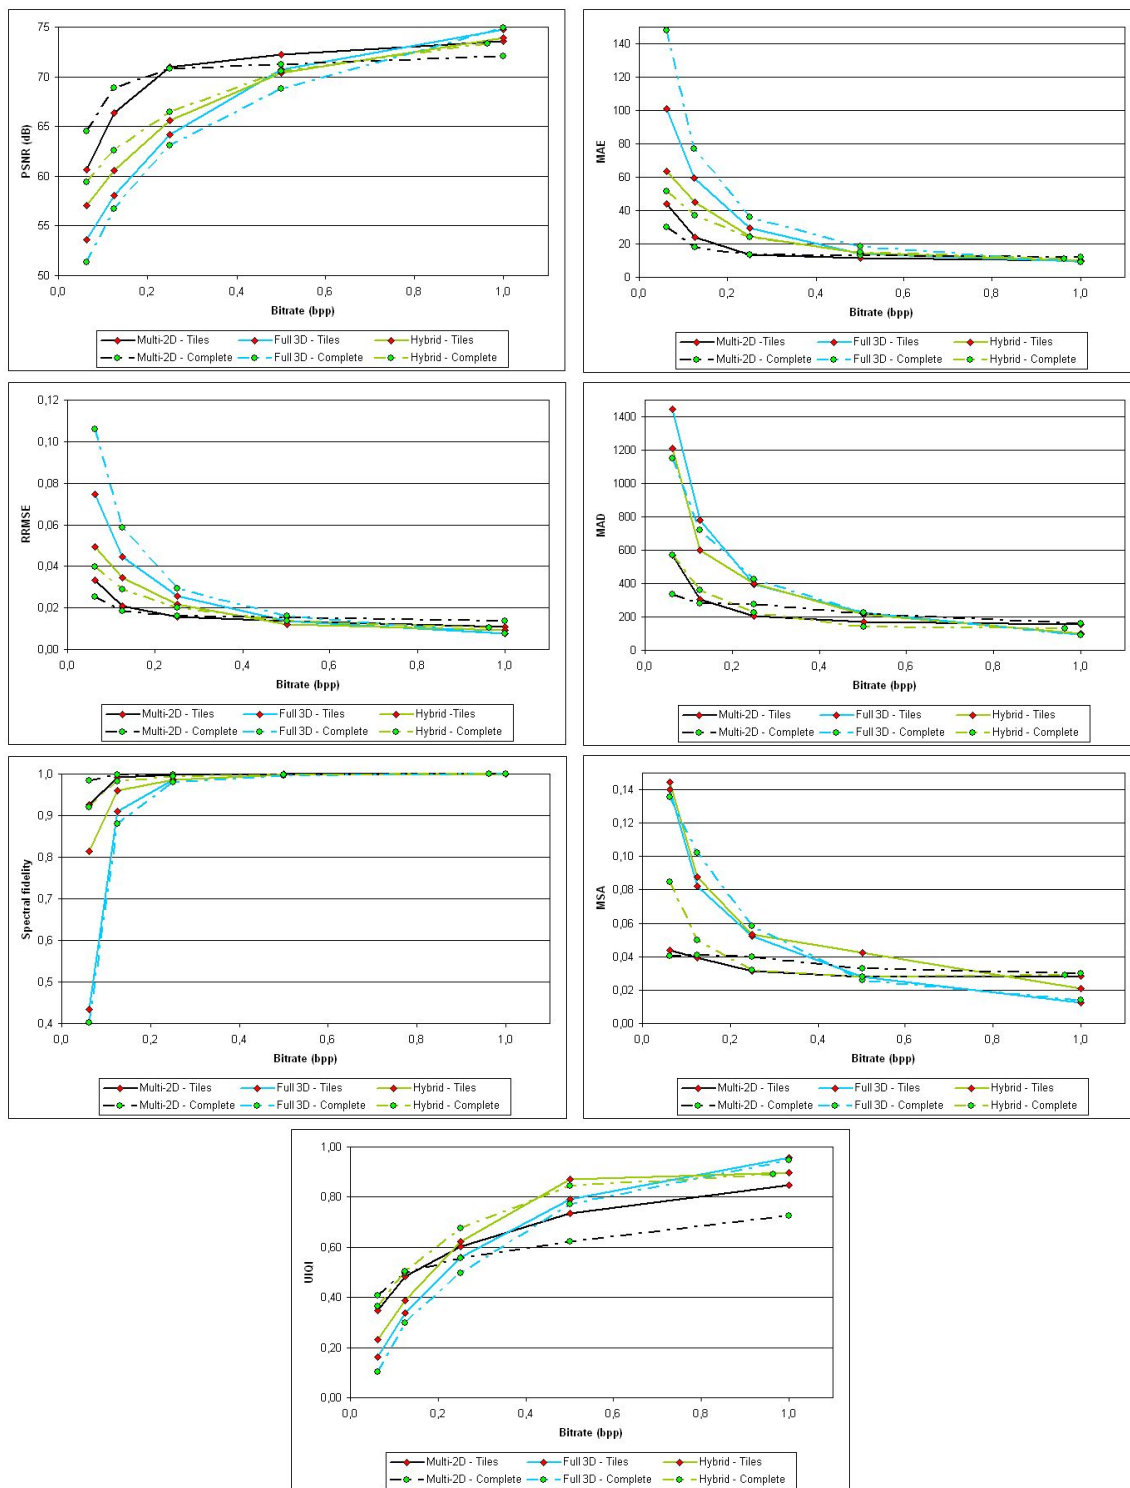 75
70
65
60
55
50
PSNR (dB)
0,0 0,2 0,4 0,6 0,8 1,0
Bitrate (bpp)
Multi-2D - Tiles Full 3D - Tiles Hybrid - Tiles
Multi-2D - Complete Full 3D - Complete Hybrid - Complete
140
120
100
80
60
40
20
0
MAE
0,0 0,2 0,4 0,6 0,8 1,0
Bitrate (bpp)
Multi-2D -Tiles Full 3D - Tiles Hybrid - Tiles
Multi-2D - Complete Full 3D - Complete Hybrid - Complete
0,12
0,10
0,08
0,06
0,04
0,02
0,00
RRMSE
0,0 0,2 0,4 0,6 0,8 1,0
Bitrate (bpp)
Multi-2D - Tiles Full 3D - Tiles Hybrid -Tiles
Multi-2D - Complete Full 3D - Complete Hybrid - Complete
1400
1200
1000
800
600
400
200
0
MAD
0,0 0,2 0,4 0,6 0,8 1,0
Bitrate (bpp)
Multi-2D - Tiles Full 3D - Tiles Hybrid - Tiles
Multi-2D - Complete Full 3D - Complete Hybrid - Complete
1,0
0,9
0,8
0,7
0,6
0,5
0,4
Spectral fidelity
0,0 0,2 0,4 0,6 0,8 1,0
Bitrate (bpp)
Multi-2D - Tiles Full 3D - Tiles Hybrid - Tiles
Multi-2D - Complete Full 3D - Complete Hybrid - Complete
0,14
0,12
0,10
0,08
0,06
0,04
0,02
0,00
MSA
0,0 0,2 0,4 0,6 0,8 1,0
Bitrate (bpp)
Multi-2D - Tiles Full 3D - Tiles Hybrid - Tiles
Multi-2D - Complete Full 3D - Complete Hybrid - Complete
1,00
0,80
0,60
0,40
0,20
0,00
UIQI
0,0 0,2 0,4 0,6 0,8 1,0
Bitrate (bpp)
Multi-2D - Tiles Full 3D - Tiles Hybrid - Tiles
Multi-2D - Complete Full 3D - Complete Hybrid - Complete